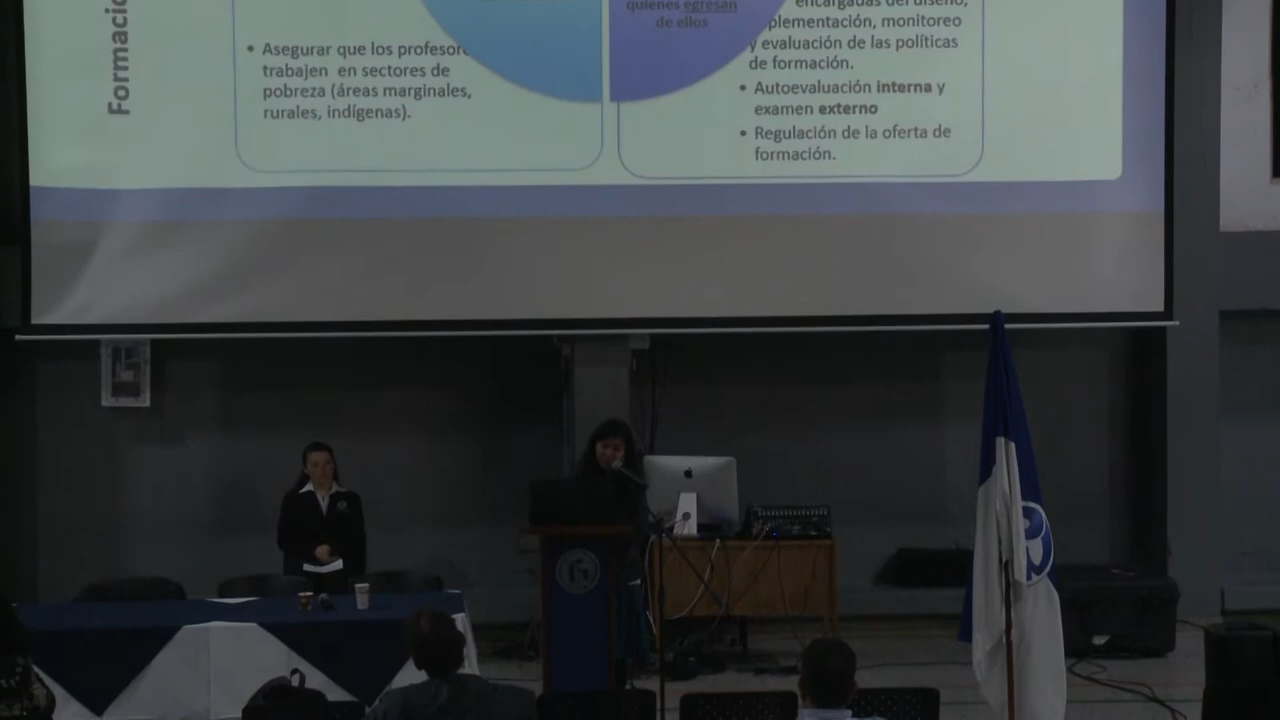 Formació
• Asegurar que los profesor
trabajen en sectores de
pobreza (áreas marginales,
rurales, indígenas).
quienes egresan
de ellos
encargadas del diseño,
plementación, monitoreo
y evaluación de las políticas
de formación.
• Autoevaluación interna y
examen externo
• Regulación de la oferta de
formación.